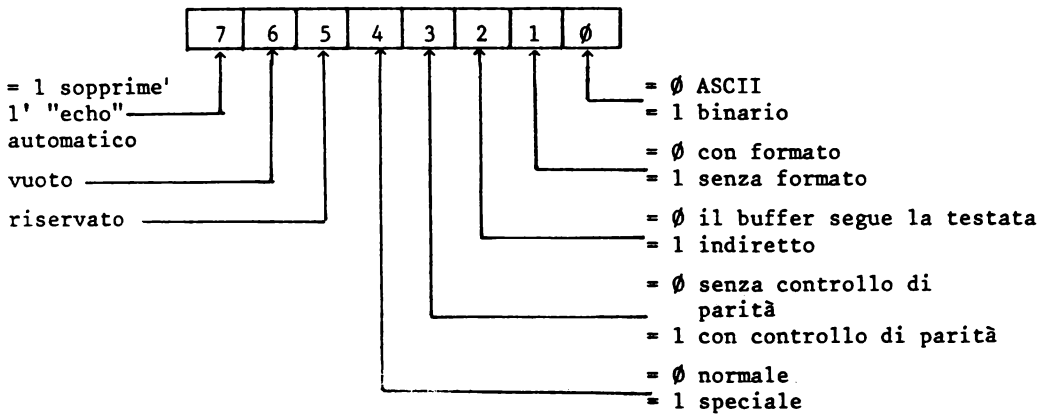 7 6 5 4 3 2 1 Ø
= 1 sopprime'
l' "echo"
automatico
vuoto
riservato
= Ø ASCII
= 1 binario
= Ø con formato
= 1 senza formato
= Ø il buffer segue la testata
= 1 indiretto
= Ø senza controllo di
parità
= 1 con controllo di parità
= Ø normale
= 1 speciale